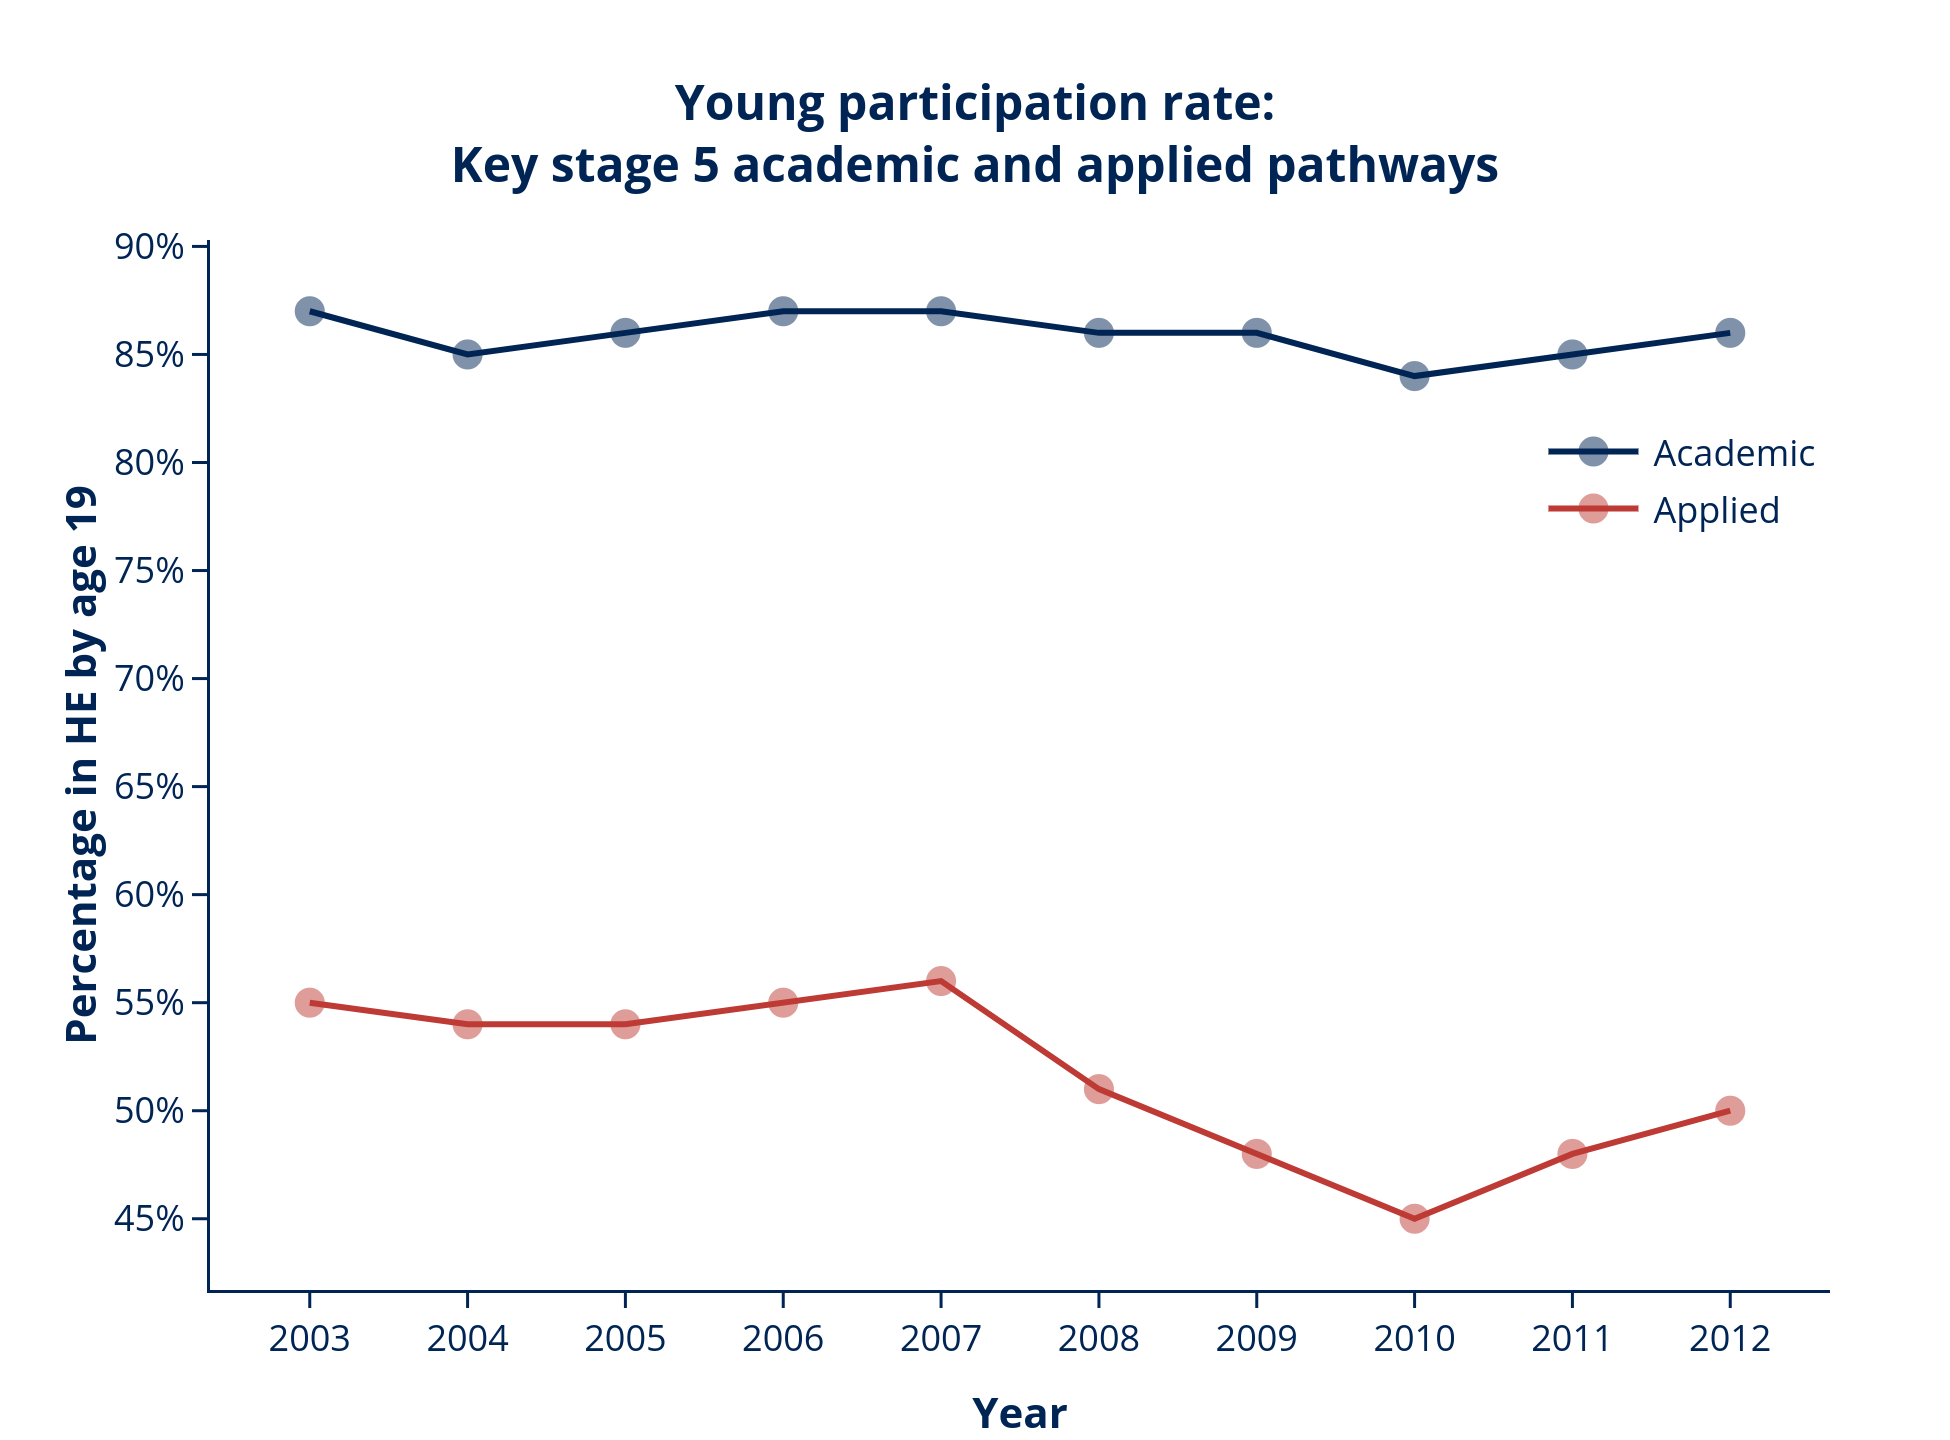 Young participation rate:
Key stage 5 academic and applied pathways
Percentage in HE by age 19
90%
85%
80%
75%
70%
65%
60%
55%
50%
45%
Academic
Applied
2003 2004 2005 2006 2007 2008 2009 2010 2011 2012
Year